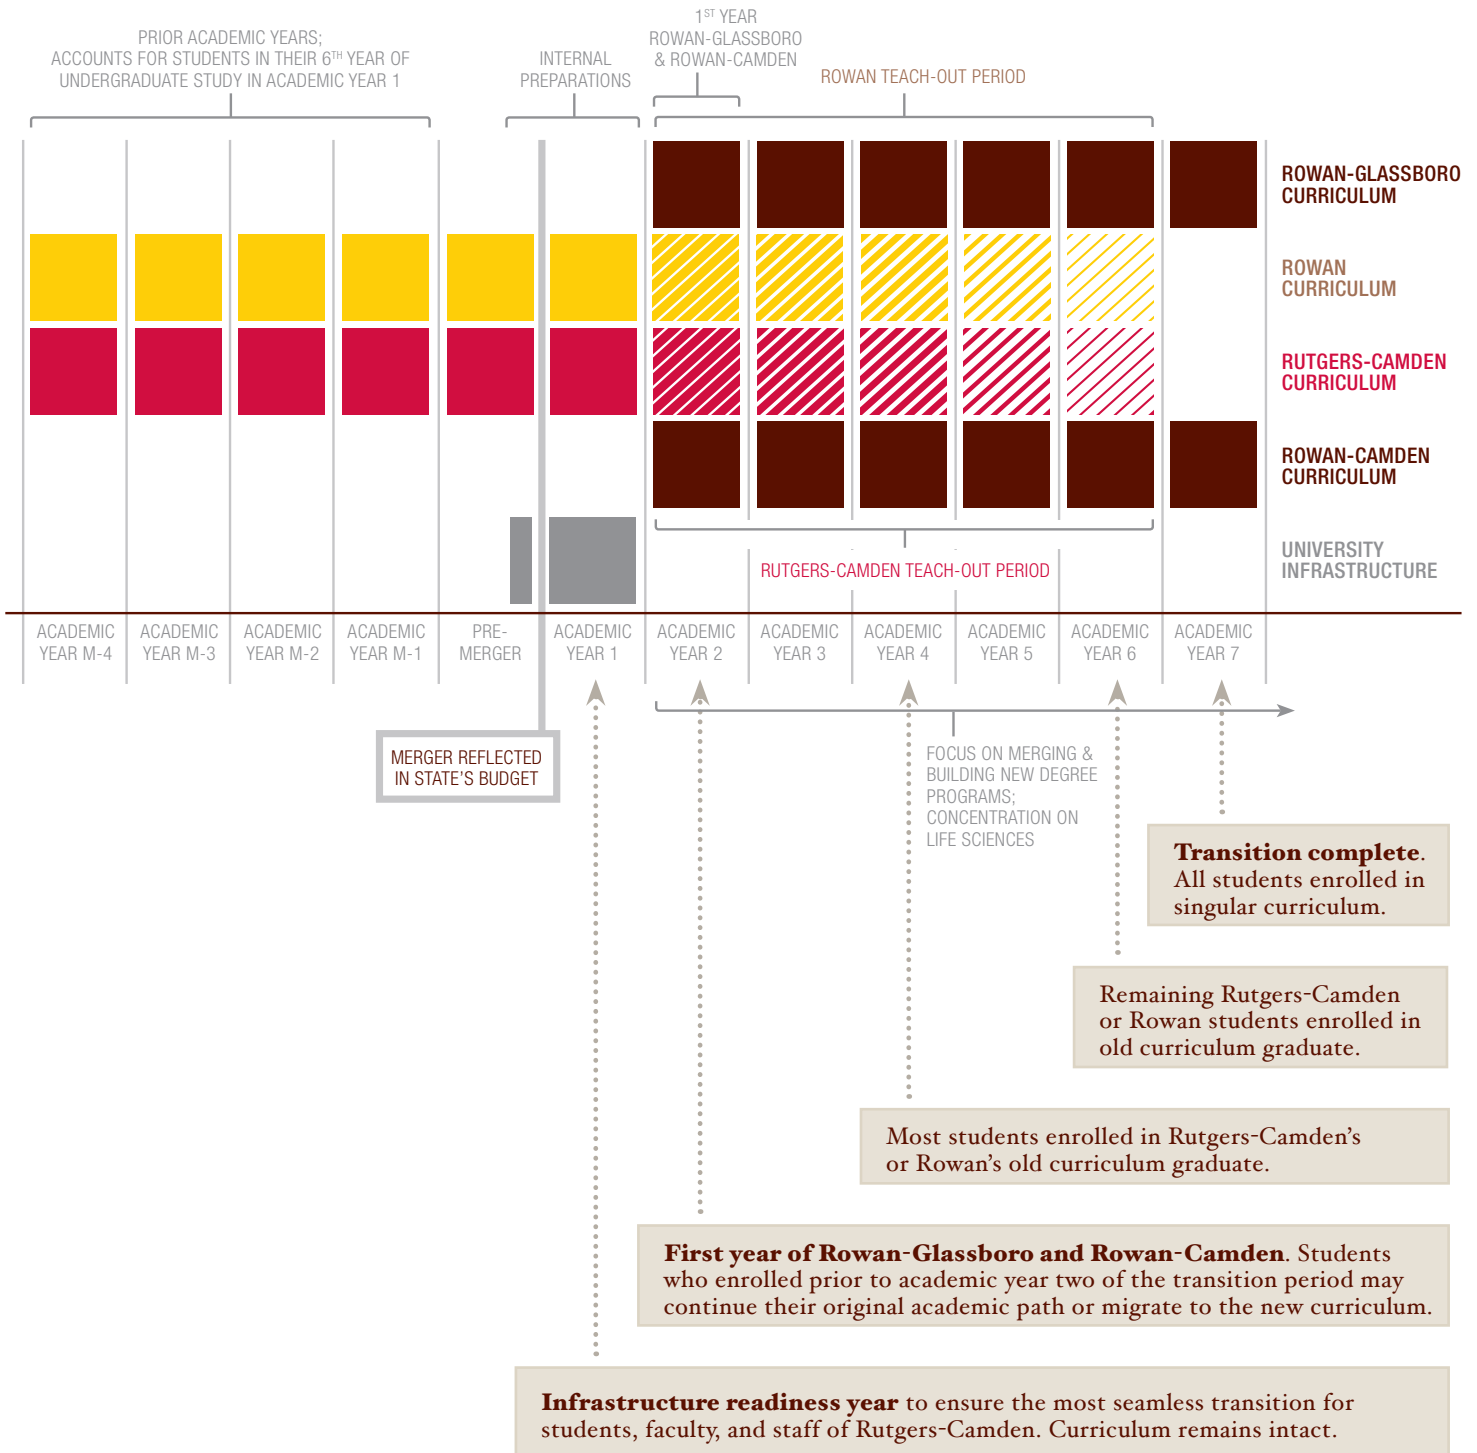 PRIOR ACADEMIC YEARS;
ACCOUNTS FOR STUDENTS IN THEIR 6TH YEAR OF
UNDERGRADUATE STUDY IN ACADEMIC YEAR 1
INTERNAL
PREPARATIONS
1ST YEAR
ROWAN-GLASSBORO
& ROWAN-CAMDEN
ROWAN TEACH-OUT PERIOD
ROWAN-GLASSBORO
CURRICULUM
ROWAN
CURRICULUM
RUTGERS-CAMDEN
CURRICULUM
ROWAN-CAMDEN
CURRICULUM
UNIVERSITY
INFRASTRUCTURE
RUTGERS-CAMDEN TEACH-OUT PERIOD
ACADEMIC
YEAR M-4
ACADEMIC
YEAR M-3
ACADEMIC
YEAR M-2
ACADEMIC
YEAR M-1
PRE-
MERGER
ACADEMIC
YEAR 1
ACADEMIC
YEAR 2
ACADEMIC
YEAR 3
ACADEMIC
YEAR 4
ACADEMIC
YEAR 5
ACADEMIC
YEAR 6
ACADEMIC
YEAR 7
MERGER REFLECTED
IN STATE'S BUDGET
FOCUS ON MERGING &
BUILDING NEW DEGREE
PROGRAMS;
CONCENTRATION ON
LIFE SCIENCES
Transition complete.
All students enrolled in
singular curriculum.
Remaining Rutgers-Camden
or Rowan students enrolled in
old curriculum graduate.
Most students enrolled in Rutgers-Camden's
or Rowan's old curriculum graduate.
First year of Rowan-Glassboro and Rowan-Camden. Students
who enrolled prior to academic year two of the transition period may
continue their original academic path or migrate to the new curriculum.
Infrastructure readiness year to ensure the most seamless transition for
students, faculty, and staff of Rutgers-Camden. Curriculum remains intact.